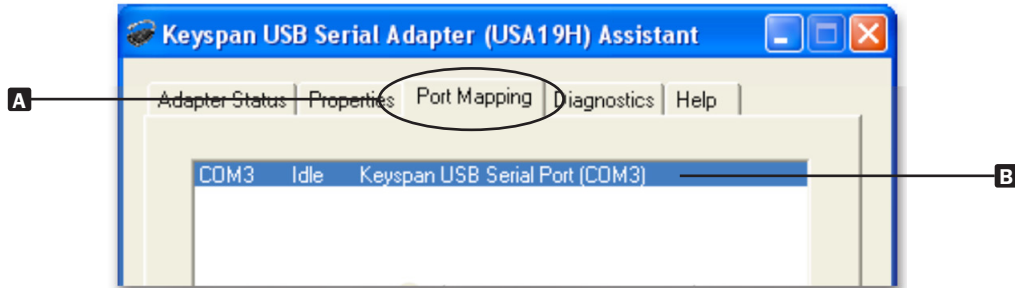 Keyspan USB Serial Adapter (USA19H) Assistant
A
Adapter Status Properties Port Mapping Diagnostics Help
COM3 Idle Keyspan USB Serial Port (COM3)
B